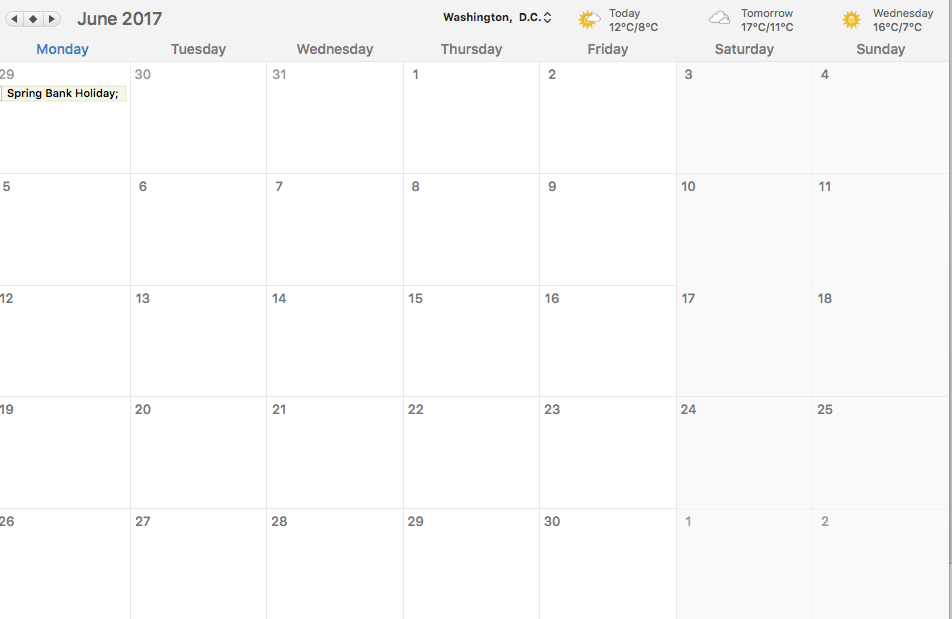 June 2017 Washington, D.C. Today Tomorrow Wednesday
12°C/8°C 17°C/11°C 16°C/7°C
Monday Tuesday Wednesday Thursday Friday Saturday Sunday
29 30 31 1 2 3 4
Spring Bank Holiday;
5 6 7 8 9 10 11
12 13 14 15 16 17 18
19 20 21 22 23 24 25
26 27 28 29 30 1 2